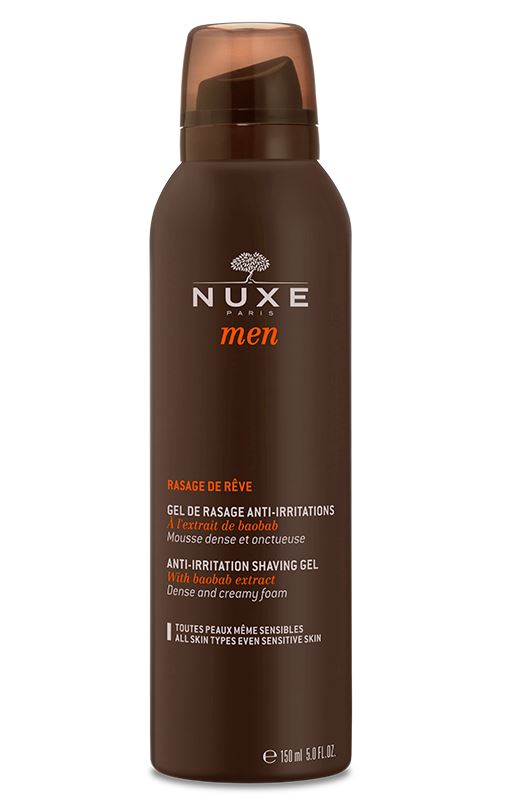 NUXE
PARIS
men
RASAGE DE RÊVE
GEL DE RASAGE ANTI-IRRITATIONS
À l'extrait de baobab
Mousse dense et onctueuse
ANTI-IRRITATION SHAVING GEL
With baobab extract
Dense and creamy foam
TOUTES PEAUX MÊME SENSIBLES
ALL SKIN TYPES EVEN SENSITIVE SKIN
℮ 150 ml 5.0 FL.OZ.